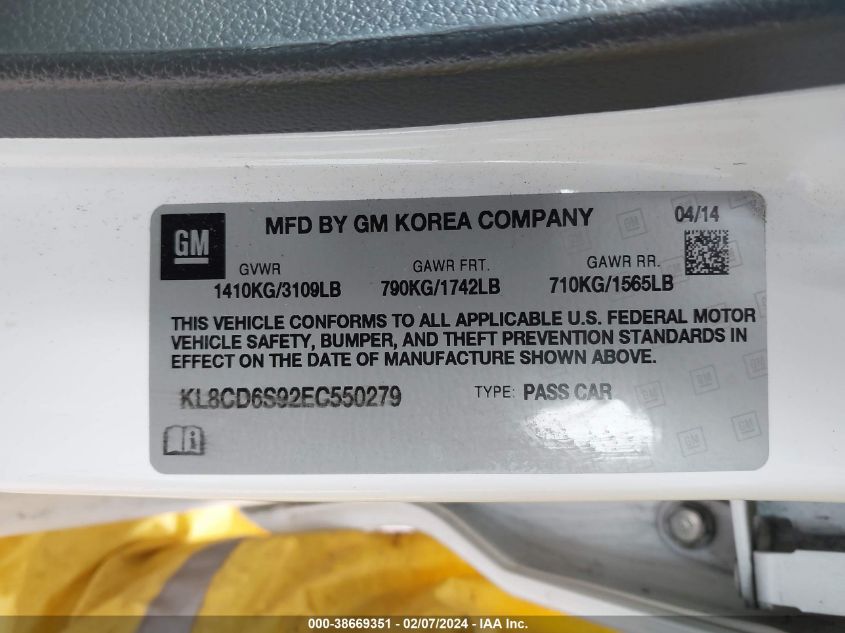 GM
MFD BY GM KOREA COMPANY
04/14
GVWR
GAWR FRT.
GAWR RR.
1410KG/3109LB
790KG/1742LB
710KG/1565LB
THIS VEHICLE CONFORMS TO ALL APPLICABLE U.S. FEDERAL MOTOR
VEHICLE SAFETY, BUMPER, AND THEFT PREVENTION STANDARDS IN
EFFECT ON THE DATE OF MANUFACTURE SHOWN ABOVE.
KL8CD6S92EC550279
TYPE: PASS CAR
000-38669351 - 02/07/2024 - IAA Inc.